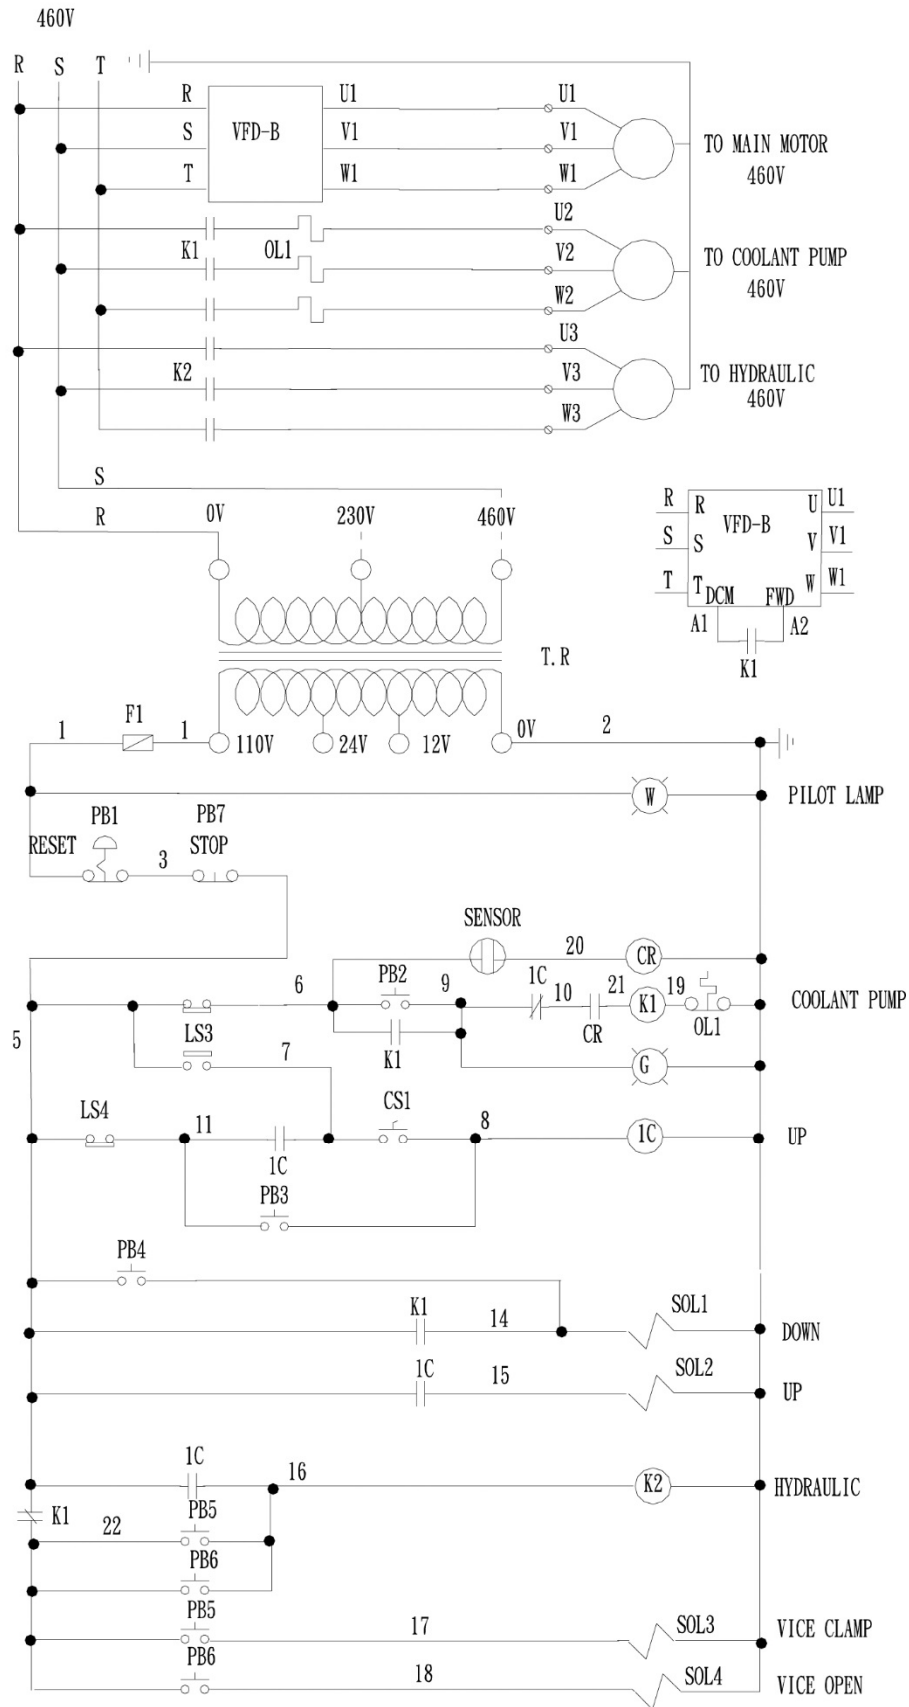 460V
R S T
R VFD-B U1 U1
S V1 V1 TO MAIN MOTOR
T W1 W1 460V
U2
K1 OL1 V2 TO COOLANT PUMP
W2 460V
U3
K2 V3 TO HYDRAULIC
W3 460V
S
R 0V 230V 460V
R R U U1
VFD-B
S S V V1
T T W W1
DCM FWD
A1 A2
K1
T.R
1 F1 1 110V 24V 12V 0V 2
W PILOT LAMP
PB1 PB7
RESET STOP
3
SENSOR 20 CR
6 PB2 9 1C 10 21 K1 19 COOLANT PUMP
5 LS3 CR OL1
7 K1 G
LS4 11 CS1 8 1C UP
1C
PB3
PB4
K1 14 SOL1 DOWN
1C 15 SOL2 UP
1C 16 K2 HYDRAULIC
K1 PB5
22
PB6
PB5 17 SOL3 VICE CLAMP
PB6 18 SOL4 VICE OPEN